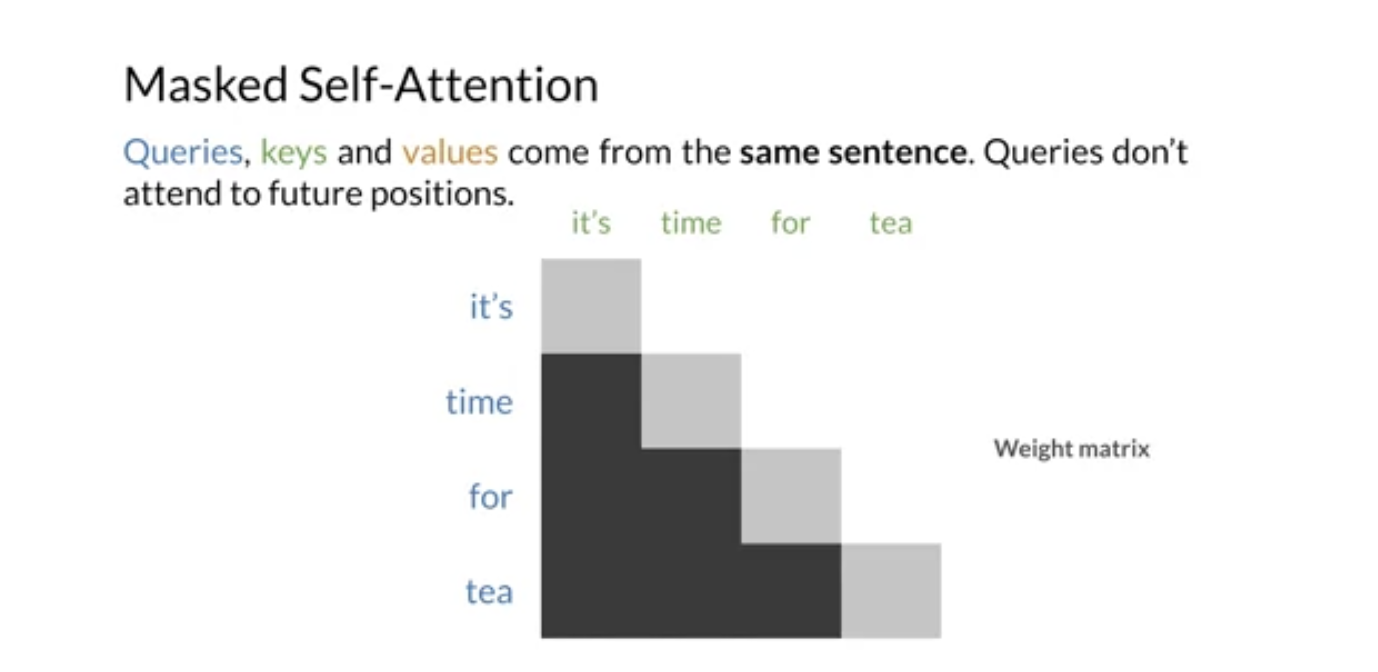 Masked Self-Attention
Queries, keys and values come from the same sentence. Queries don’t
attend to future positions.
it’s time for tea
it’s
time
Weight matrix
for
tea